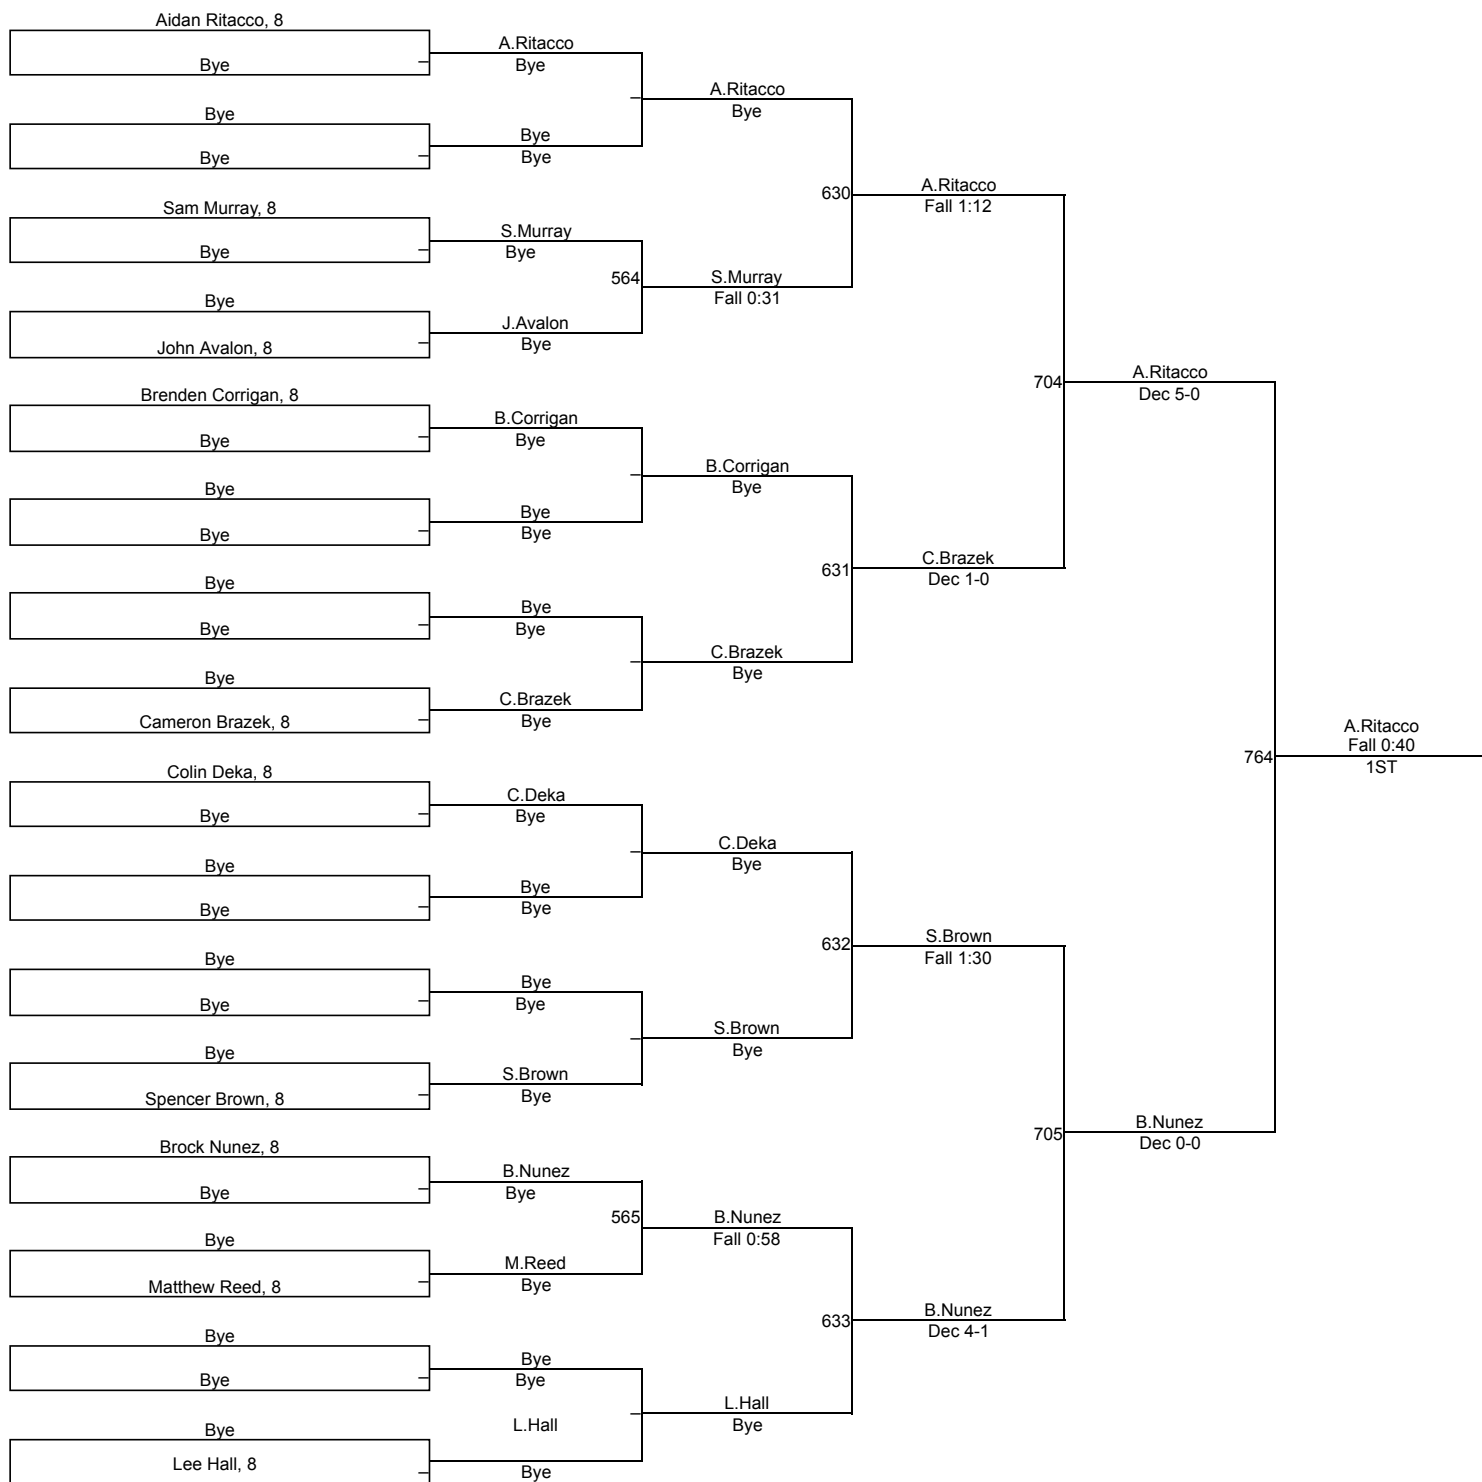 Aidan Ritacco, 8
Bye
Bye
Bye
Sam Murray, 8
Bye
Bye
John Avalon, 8
Brenden Corrigan, 8
Bye
Bye
Bye
Bye
Bye
Bye
Cameron Brazek, 8
Colin Deka, 8
Bye
Bye
Bye
Bye
Bye
Bye
Spencer Brown, 8
Brock Nunez, 8
Bye
Bye
Matthew Reed, 8
Bye
Bye
Bye
Lee Hall, 8
A.Ritacco
Bye
Bye
Bye
S.Murray
Bye
564
J.Avalon
Bye
B.Corrigan
Bye
Bye
Bye
Bye
Bye
C.Brazek
Bye
C.Deka
Bye
Bye
Bye
Bye
Bye
S.Brown
Bye
B.Nunez
Bye
565
M.Reed
Bye
Bye
Bye
L.Hall
Bye
A.Ritacco
Bye
630
S.Murray
Fall 0:31
B.Corrigan
Bye
631
C.Brazek
Bye
C.Deka
Bye
632
S.Brown
Bye
B.Nunez
Fall 0:58
633
L.Hall
Bye
A.Ritacco
Fall 1:12
704
C.Brazek
Dec 1-0
S.Brown
Fall 1:30
705
B.Nunez
Dec 4-1
A.Ritacco
Dec 5-0
764
B.Nunez
Dec 0-0
A.Ritacco
Fall 0:40
1ST